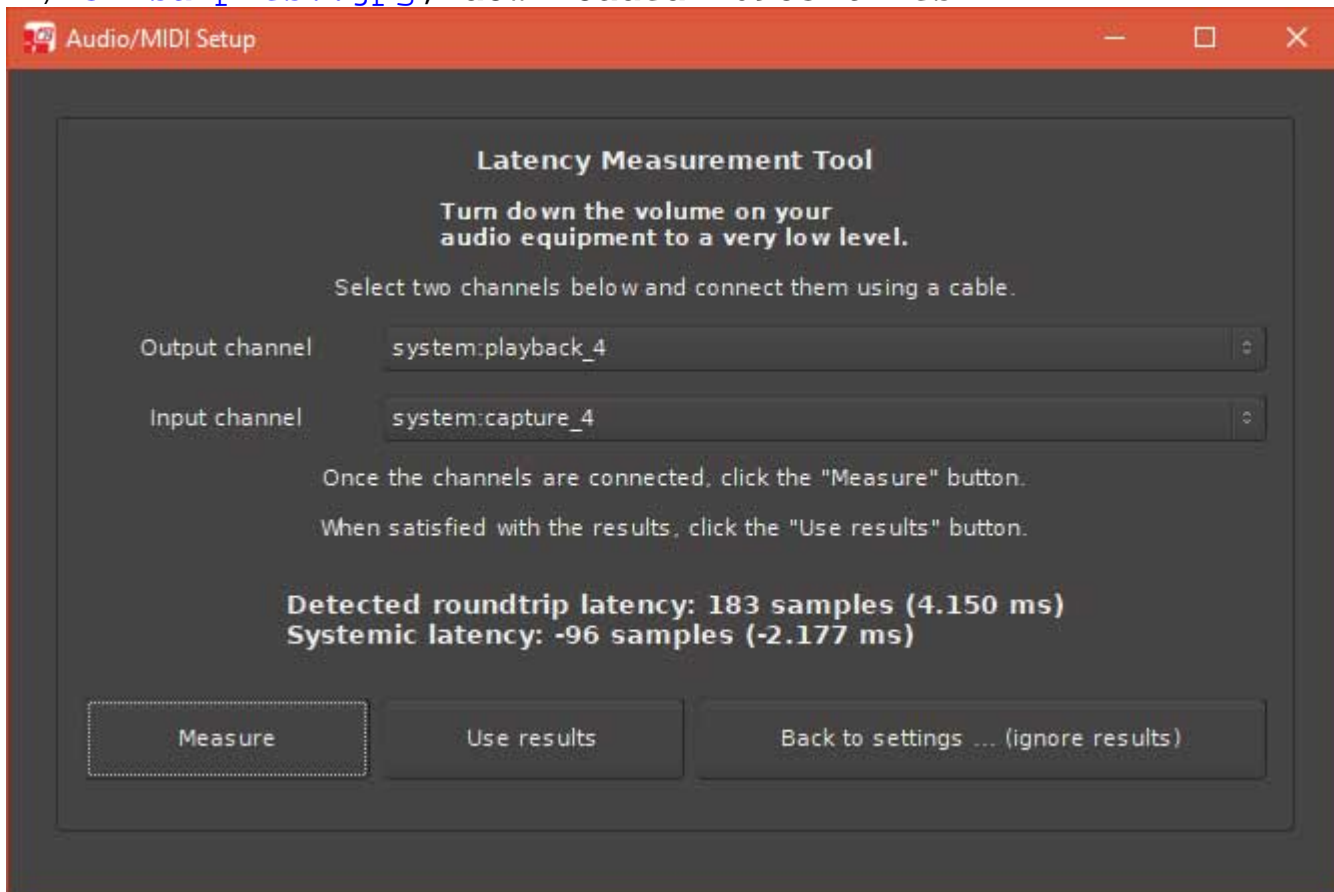 Audio/MIDI Setup
Latency Measurement Tool
Turn down the volume on your
audio equipment to a very low level.
Select two channels below and connect them using a cable.
Output channel system:playback_4
Input channel system:capture_4
Once the channels are connected, click the "Measure" button.
When satisfied with the results, click the "Use results" button.
Detected roundtrip latency: 183 samples (4.150 ms)
Systemic latency: -96 samples (-2.177 ms)
Measure Use results Back to settings ... (ignore results)